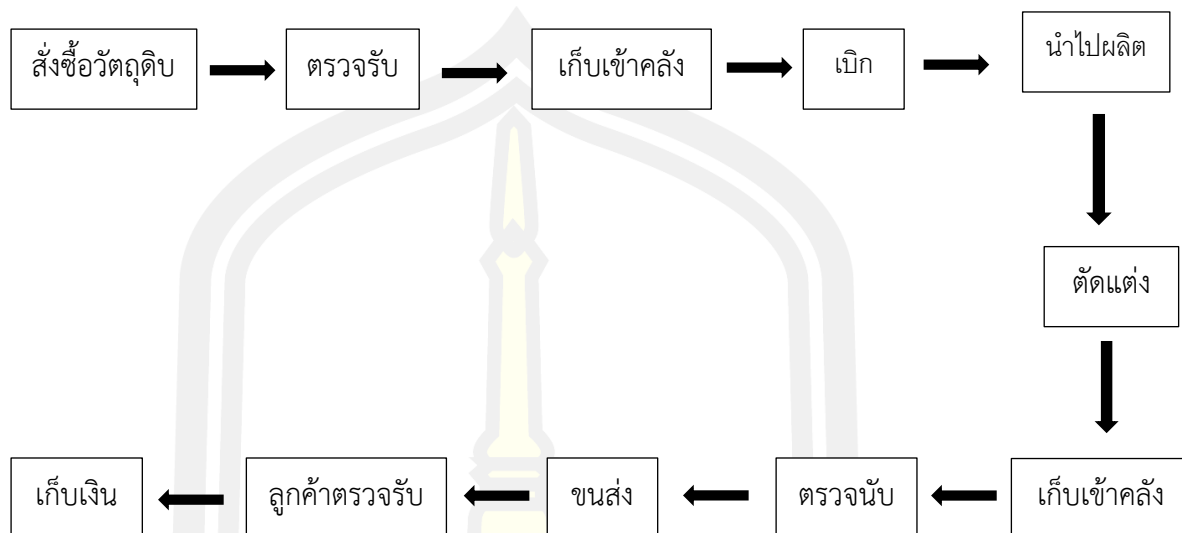 สั่งซื้อวัตถุดิบ
ตรวจรับ
เก็บเข้าคลัง
เบิก
นำไปผลิต
ตัดแต่ง
เก็บเข้าคลัง
ตรวจนับ
ขนส่ง
ลูกค้าตรวจรับ
เก็บเงิน